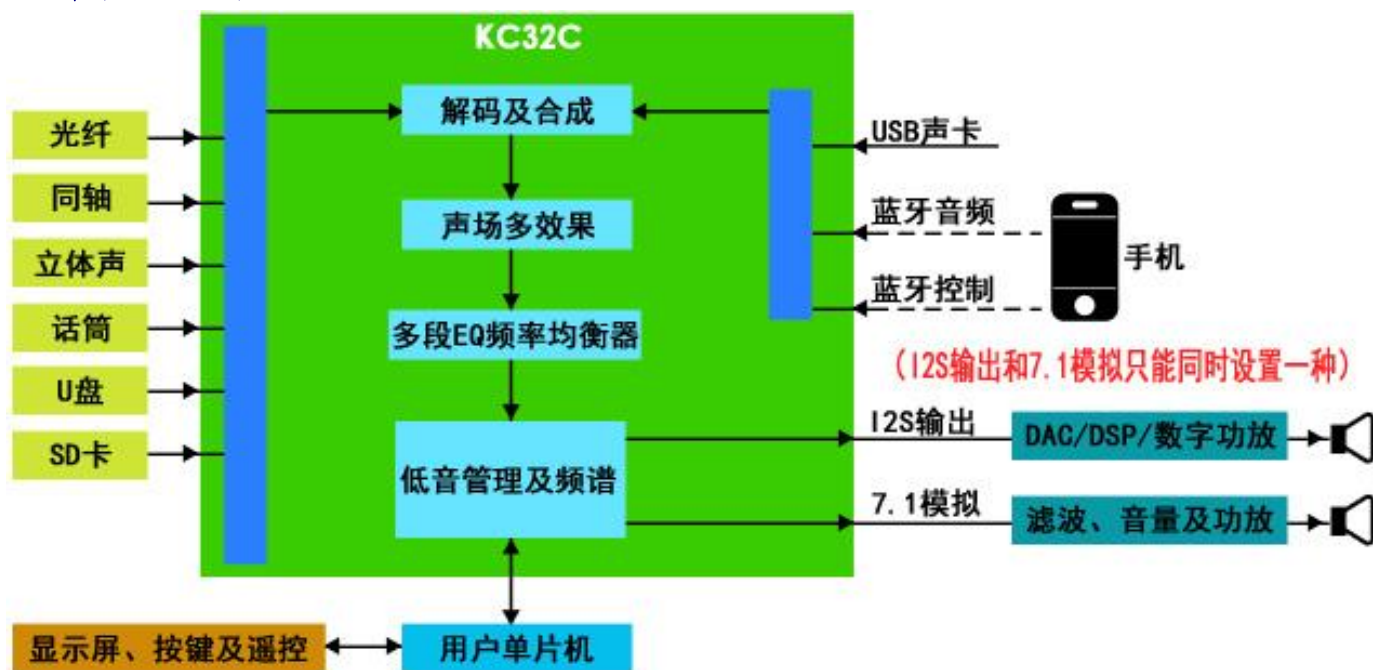 KC32C
解码及合成
声场多效果
多段EQ频率均衡器
低音管理及频谱
光纤
同轴
立体声
话筒
U盘
SD卡
USB声卡
蓝牙音频
蓝牙控制
手机
(I2S输出和7.1模拟只能同时设置一种)
I2S输出
DAC/DSP/数字功放
7.1模拟
滤波、音量及功放
显示屏、按键及遥控
用户单片机